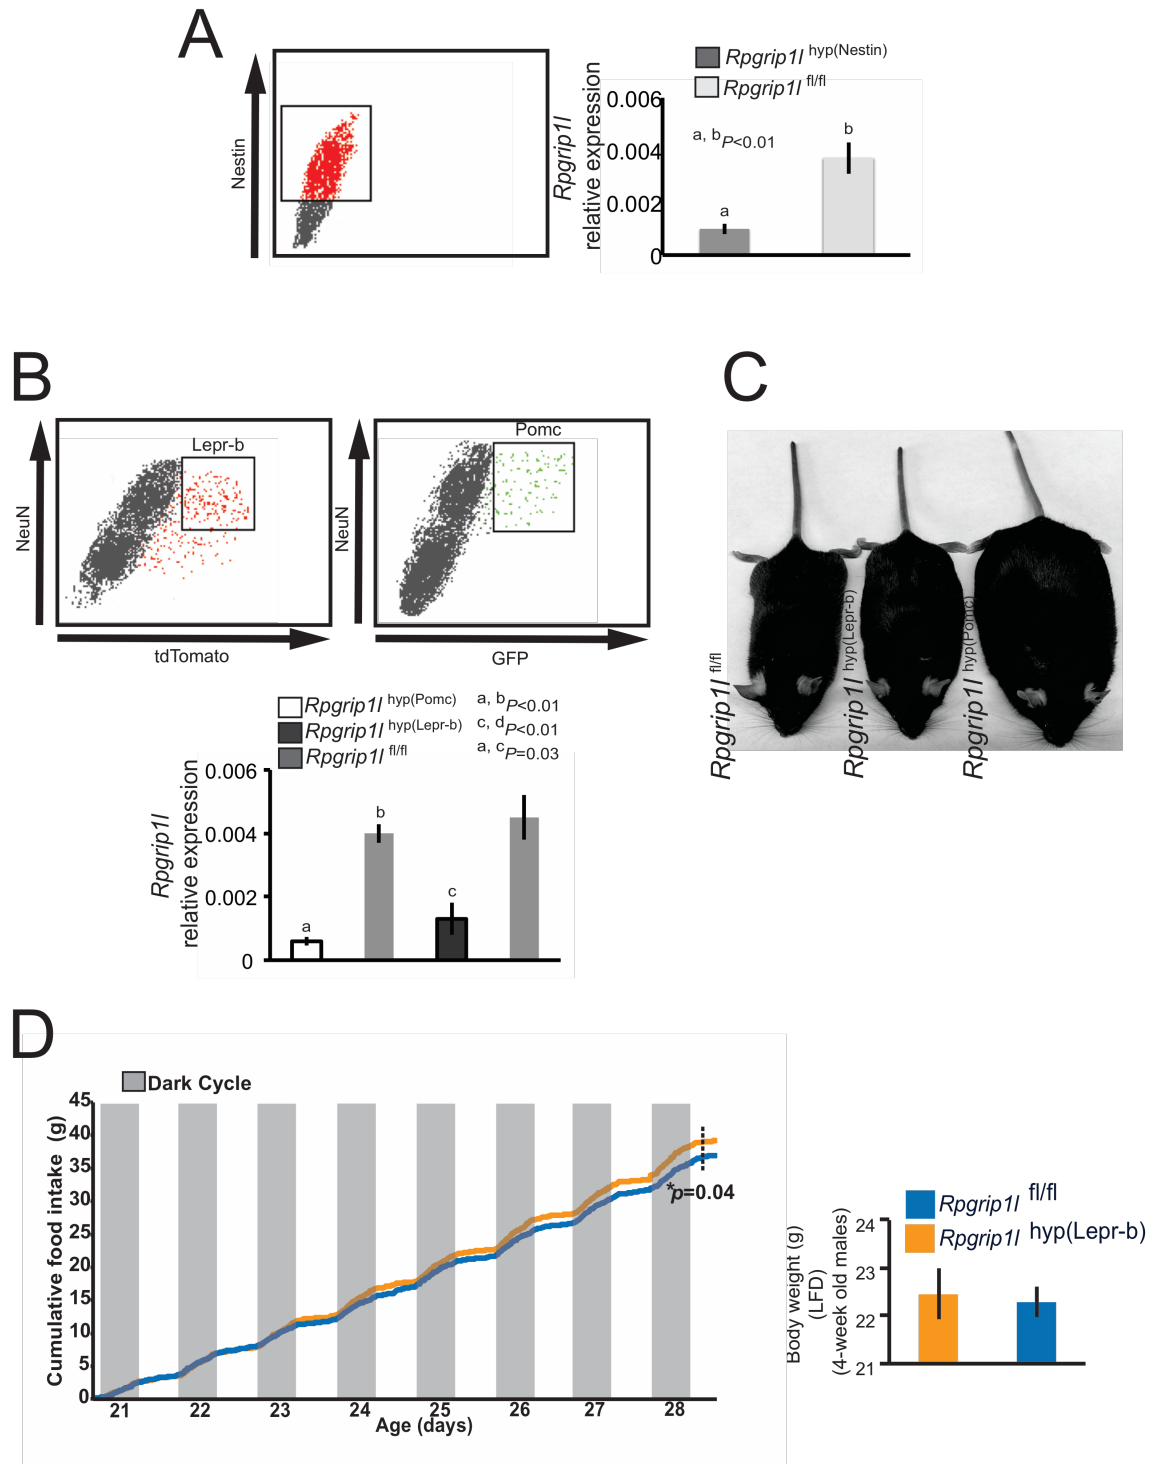 A
Nestin
Rpgrip1l
relative expression
Rpgrip1l hyp(Nestin)
Rpgrip1l fl/fl
0.006
0.004
0.002
0
a, b P<0.01
a
b
B
C
NeuN
Lepr-b
tdTomato
NeuN
Pomc
GFP
Rpgrip1l hyp(Pomc)
Rpgrip1l hyp(Lepr-b)
Rpgrip1l fl/fl
a, b P<0.01
c, d P<0.01
a, c P=0.03
Rpgrip1l
relative expression
0.006
0.004
0.002
0
a
b
c
Rpgrip1l fl/fl
Rpgrip1l hyp(Lepr-b)
Rpgrip1l hyp(Pomc)
D
Dark Cycle
Cumulative food intake (g)
45
40
35
30
25
20
15
10
5
0
21 22 23 24 25 26 27 28
Age (days)
*p=0.04
Rpgrip1l fl/fl
Rpgrip1l hyp(Lepr-b)
Body weight (g)
(LFD)
(4-week old males)
24
23
22
21